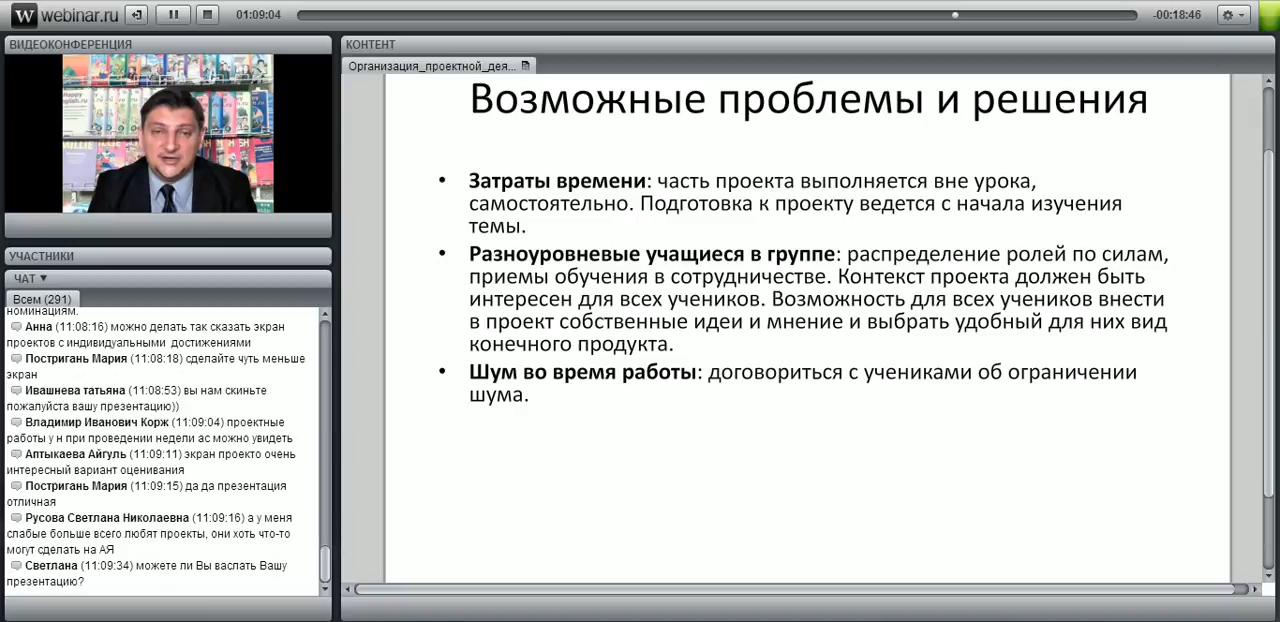 webinar.ru
01:09:04
-00:18:46
ВИДЕОКОНФЕРЕНЦИЯ
УЧАСТНИКИ
ЧАТ ▼
Всем (291)
номинациям.
Анна (11:08:16) можно делать так сказать экран
проектов с индивидуальными достижениями
Постригань Мария (11:08:18) сделайте чуть меньше
экран
Ивашнева татьяна (11:08:53) вы нам скиньте
пожалуйста вашу презентацию))
Владимир Иванович Корж (11:09:04) проектные
работы у н при проведении недели ас можно увидеть
Аптыкаева Айгуль (11:09:11) экран проекто очень
интересный вариант оценивания
Постригань Мария (11:09:15) да да презентация
отличная
Русова Светлана Николаевна (11:09:16) а у меня
слабые больше всего любят проекты, они хоть что-то
могут сделать на АЯ
Светлана (11:09:34) можете ли Вы васлать Вашу
презентацию?
КОНТЕНТ
Организация_проектной_дея...
Возможные проблемы и решения
• Затраты времени: часть проекта выполняется вне урока,
самостоятельно. Подготовка к проекту ведется с начала изучения
темы.
• Разноуровневые учащиеся в группе: распределение ролей по силам,
приемы обучения в сотрудничестве. Контекст проекта должен быть
интересен для всех учеников. Возможность для всех учеников внести
в проект собственные идеи и мнение и выбрать удобный для них вид
конечного продукта.
• Шум во время работы: договориться с учениками об ограничении
шума.